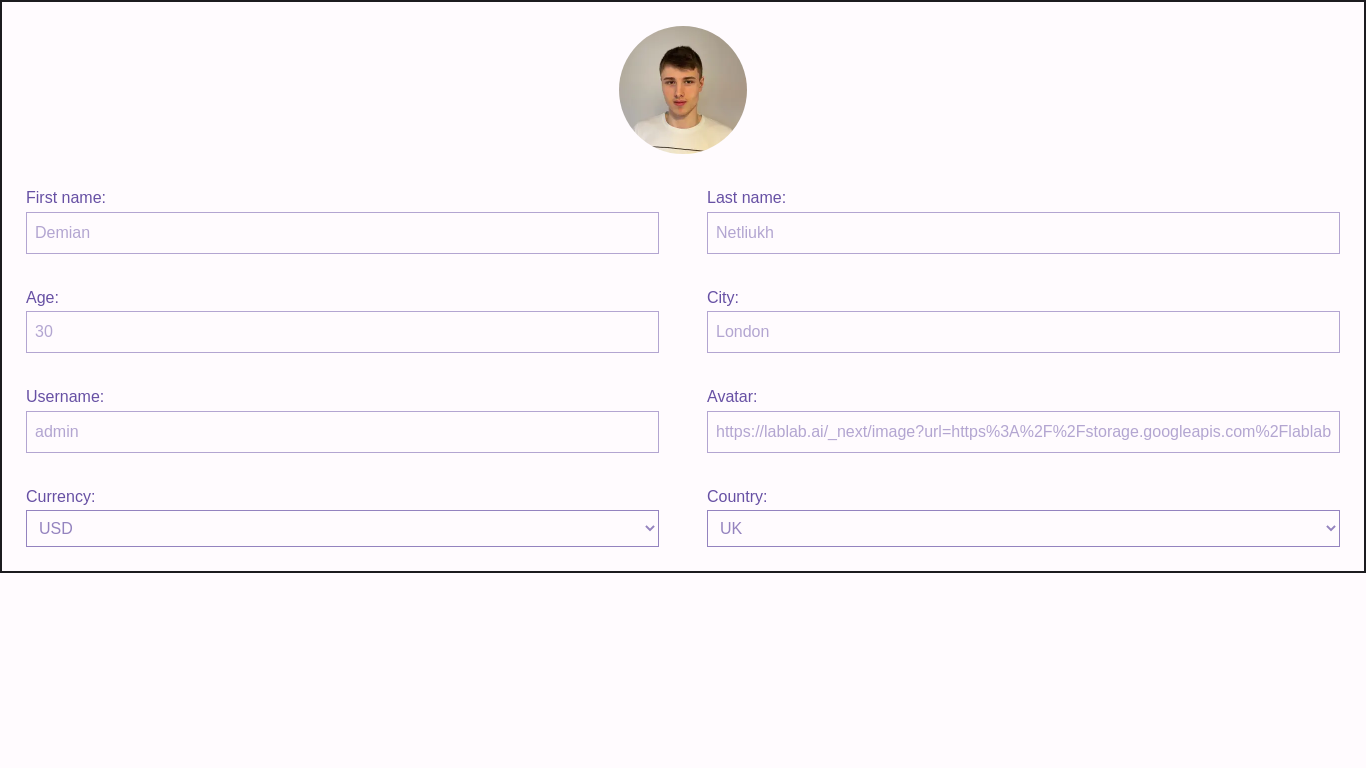 First name:
Last name:
Demian
Netliukh
Age:
City:
30
London
Username:
Avatar:
admin
https://lablab.ai/_next/image?url=https%3A%2F%2Fstorage.googleapis.com%2Flablab
Currency:
Country:
USD
UK